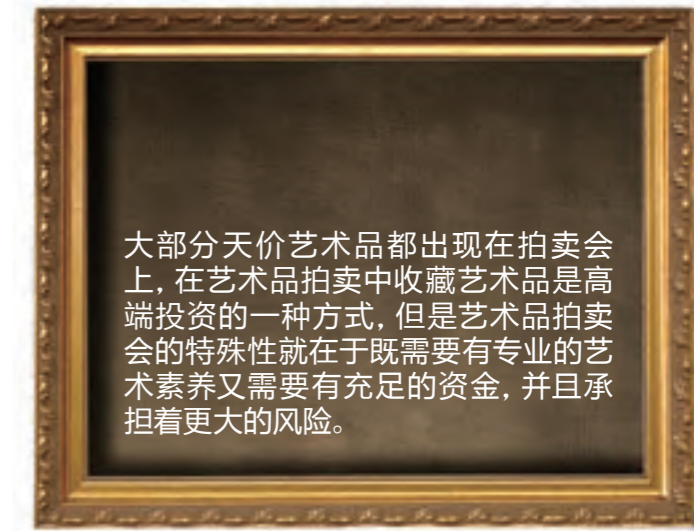 大部分天价艺术品都出现在拍卖会
上,在艺术品拍卖中收藏艺术品是高
端投资的一种方式,但是艺术品拍卖
会的特殊性就在于既需要有专业的艺
术素养又需要有充足的资金,并且承
担着更大的风险。